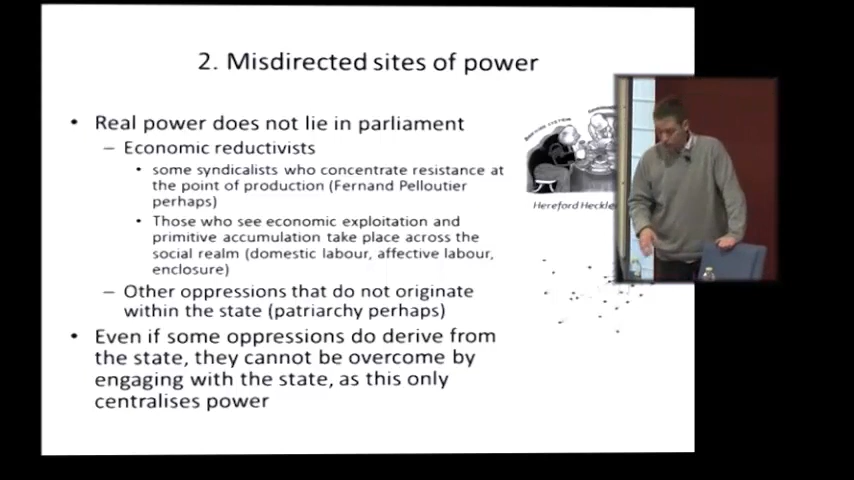 2. Misdirected sites of power
• Real power does not lie in parliament
– Economic reductivists
• some syndicalists who concentrate resistance at
the point of production (Fernand Pelloutier
perhaps)
• Those who see economic exploitation and
primitive accumulation take place across the
social realm (domestic labour, affective labour,
enclosure)
– Other oppressions that do not originate
within the state (patriarchy perhaps)
• Even if some oppressions do derive from
the state, they cannot be overcome by
engaging with the state, as this only
centralises power
Hereford Heckle